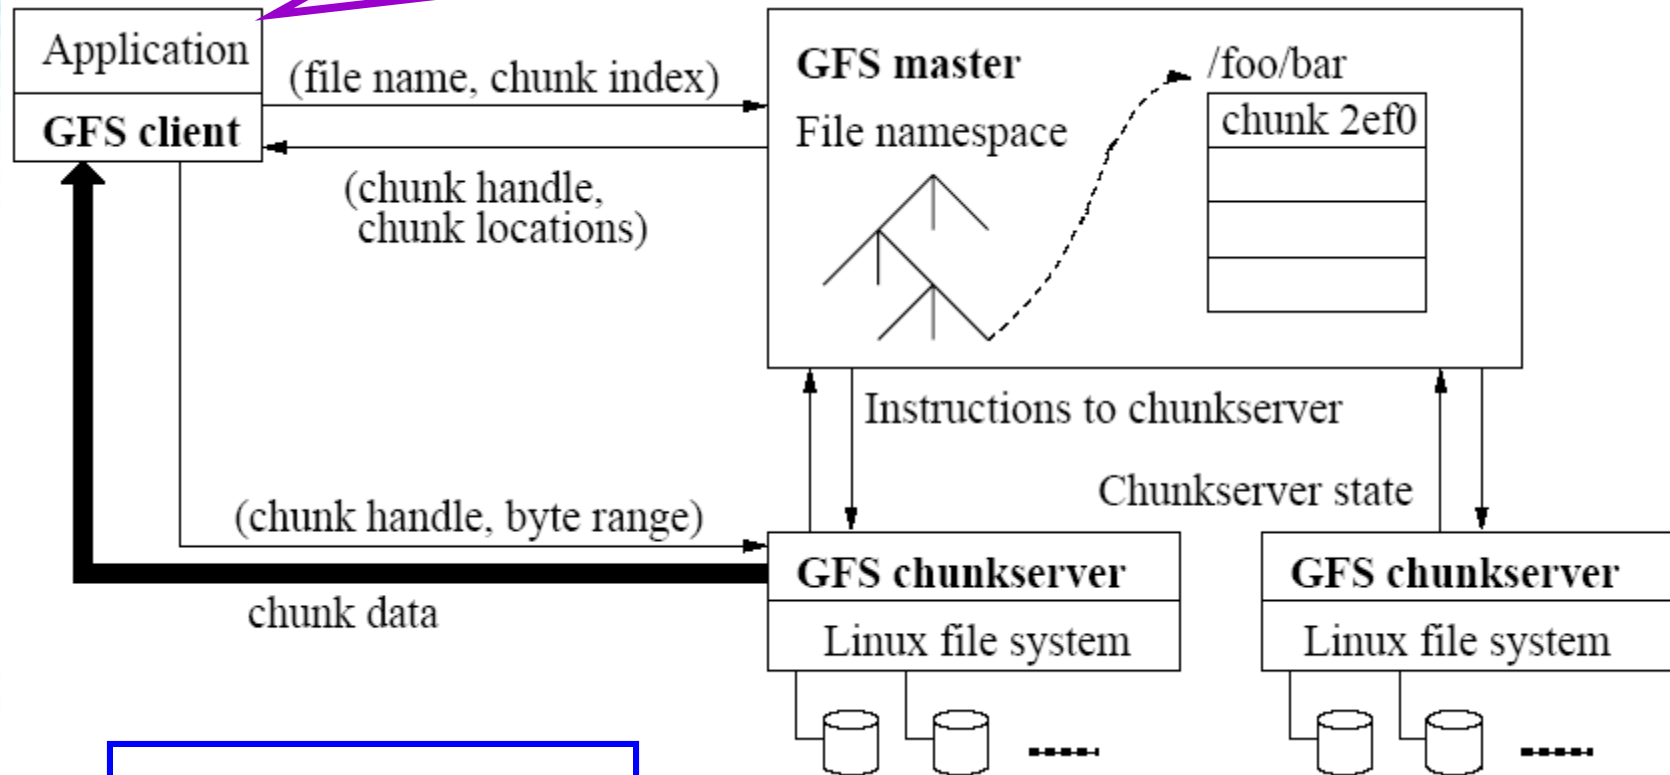 Application
GFS client
(file name, chunk index)
(chunk handle,
chunk locations)
GFS master
File namespace
/foo/bar
chunk 2ef0
Instructions to chunkserver
Chunkserver state
(chunk handle, byte range)
chunk data
GFS chunkserver
Linux file system
GFS chunkserver
Linux file system